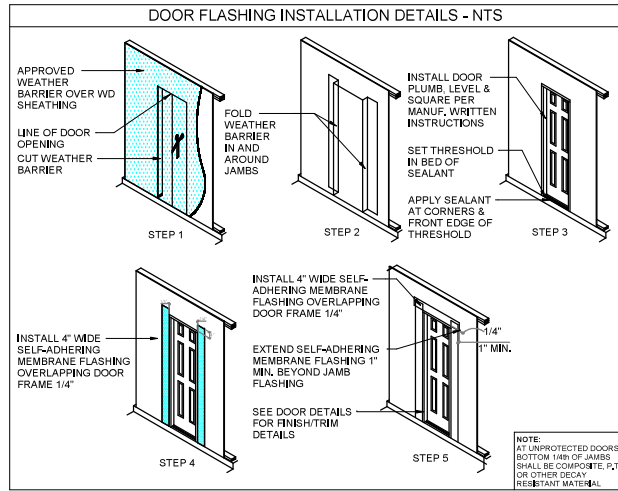 DOOR FLASHING INSTALLATION DETAILS - NTS
APPROVED
WEATHER
BARRIER OVER WD
SHEATHING
LINE OF DOOR
OPENING
CUT WEATHER
BARRIER
STEP 1
FOLD
WEATHER
BARRIER
IN AND
AROUND
JAMBS
STEP 2
INSTALL DOOR
PLUMB, LEVEL &
SQUARE PER
MANUF. WRITTEN
INSTRUCTIONS
SET THRESHOLD
IN BED OF
SEALANT
APPLY SEALANT
AT CORNERS &
FRONT EDGE OF
THRESHOLD
STEP 3
INSTALL 4" WIDE
SELF-ADHERING
MEMBRANE FLASHING
OVERLAPPING DOOR
FRAME 1/4"
STEP 4
INSTALL 4" WIDE SELF-
ADHERING MEMBRANE
FLASHING OVERLAPPING
DOOR FRAME 1/4"
EXTEND SELF-ADHERING
MEMBRANE FLASHING 1"
MIN. BEYOND JAMB
FLASHING
SEE DOOR DETAILS
FOR FINISH/TRIM
DETAILS
1/4"
1" MIN.
STEP 5
NOTE:
AT UNPROTECTED DOORS
BOTTOM 1/4th OF JAMBS
SHALL BE COMPOSITE, P.T
OR OTHER DECAY
RESISTANT MATERIAL